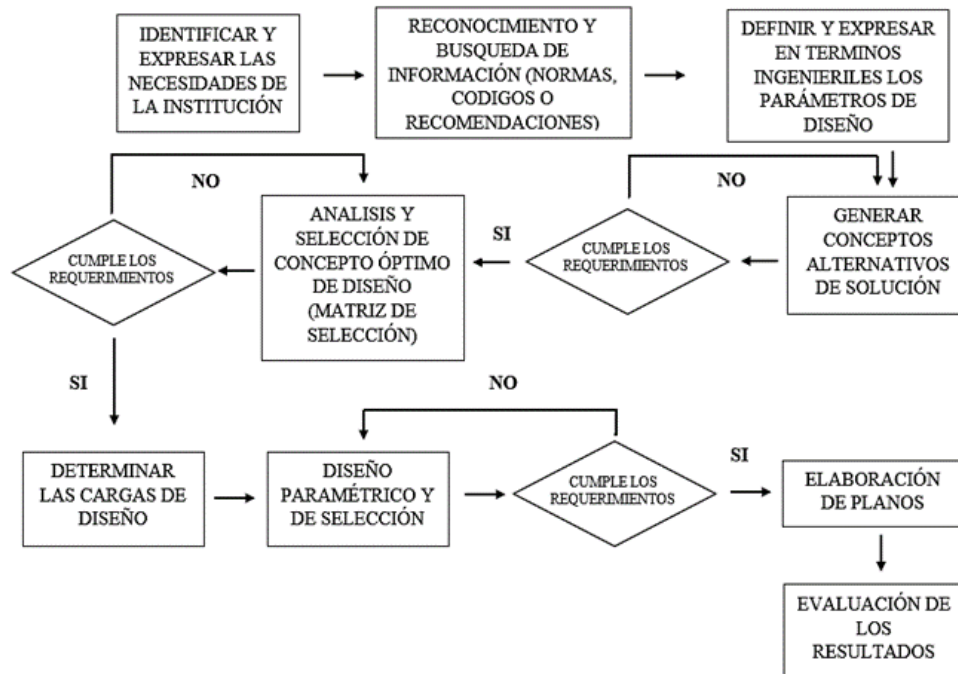 IDENTIFICAR Y
EXPRESAR LAS
NECESIDADES DE
LA INSTITUCIÓN
RECONOCIMIENTO
Y BUSQUEDA DE
INFORMACIÓN (NORMAS,
CODIGOS O
RECOMENDACIONES)
DEFINIR Y EXPRESAR
EN TERMINOS
INGENIERILES LOS
PARÁMETROS DE
DISEÑO
NO
GENERAR
CONCEPTOS
ALTERNATIVOS
DE SOLUCIÓN
CUMPLE LOS
REQUERIMIENTOS
SI
NO
ANALISIS Y
SELECCIÓN DE
CONCEPTO ÓPTIMO
DE DISEÑO
(MATRIZ DE
SELECCIÓN)
CUMPLE LOS
REQUERIMIENTOS
SI
DETERMINAR
LAS CARGAS DE
DISEÑO
DISEÑO
PARAMÉTRICO Y
DE SELECCIÓN
NO
CUMPLE LOS
REQUERIMIENTOS
SI
ELABORACIÓN
DE PLANOS
EVALUACIÓN DE
LOS
RESULTADOS